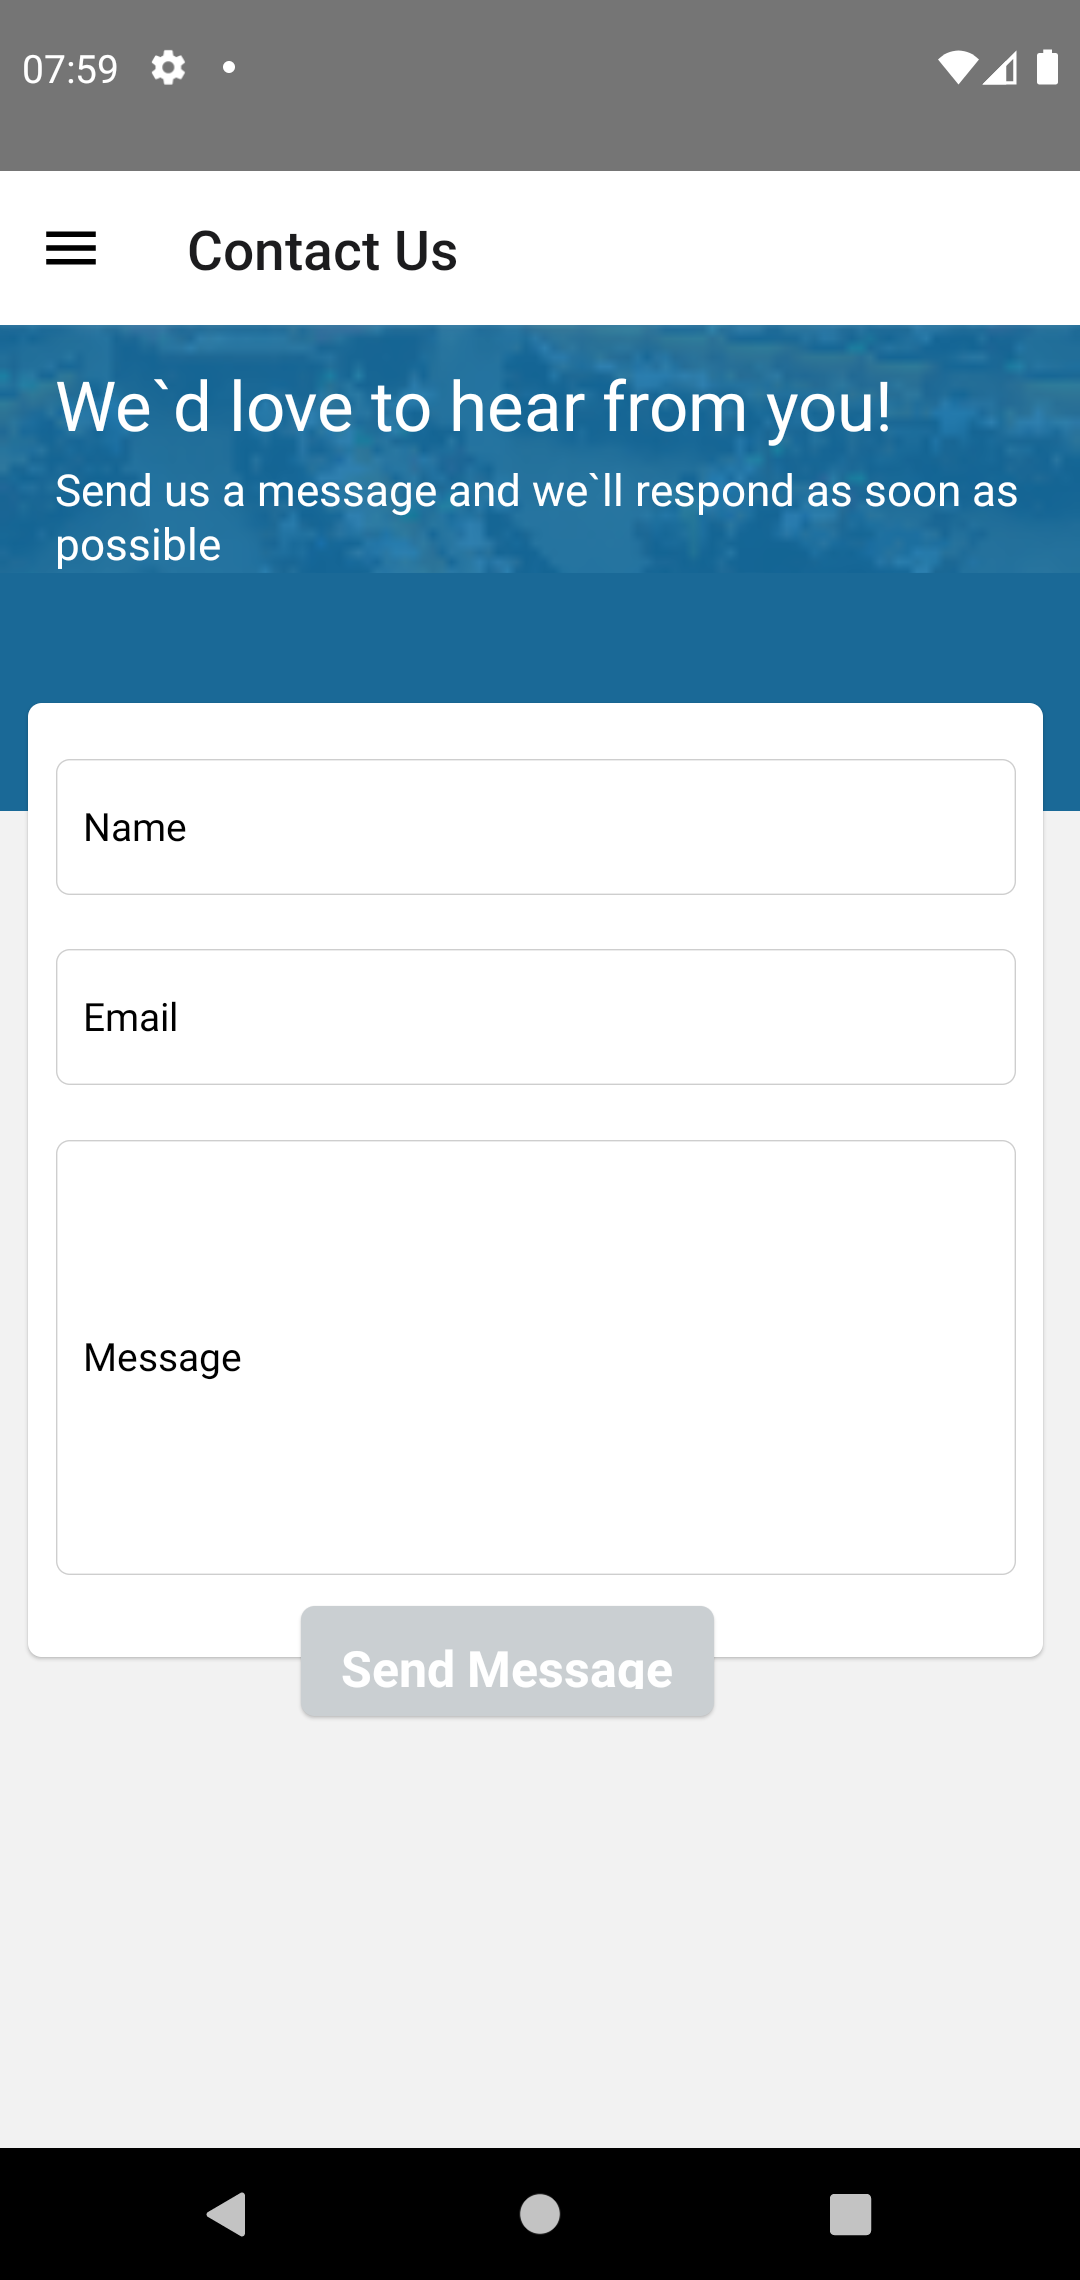 07:59
Contact Us
We`d love to hear from you!
Send us a message and we`ll respond as soon as
possible
Name
Email
Message
Send Message